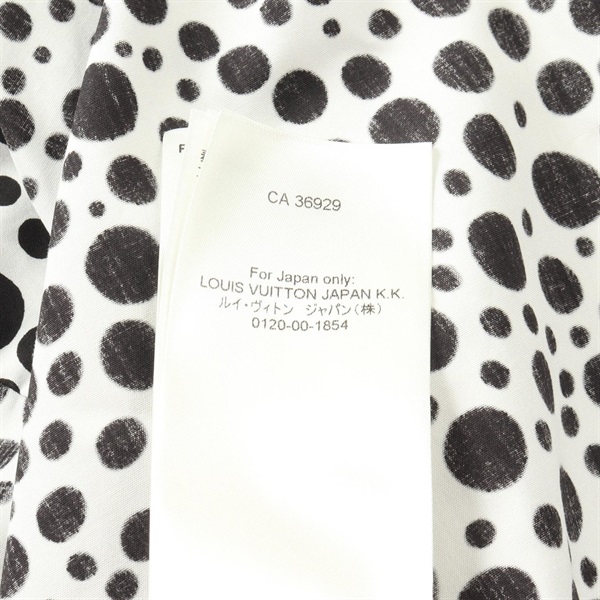 CA 36929
For Japan only:
LOUIS VUITTON JAPAN K.K.
ルイ・ヴィトン ジャパン(株)
0120-00-1854